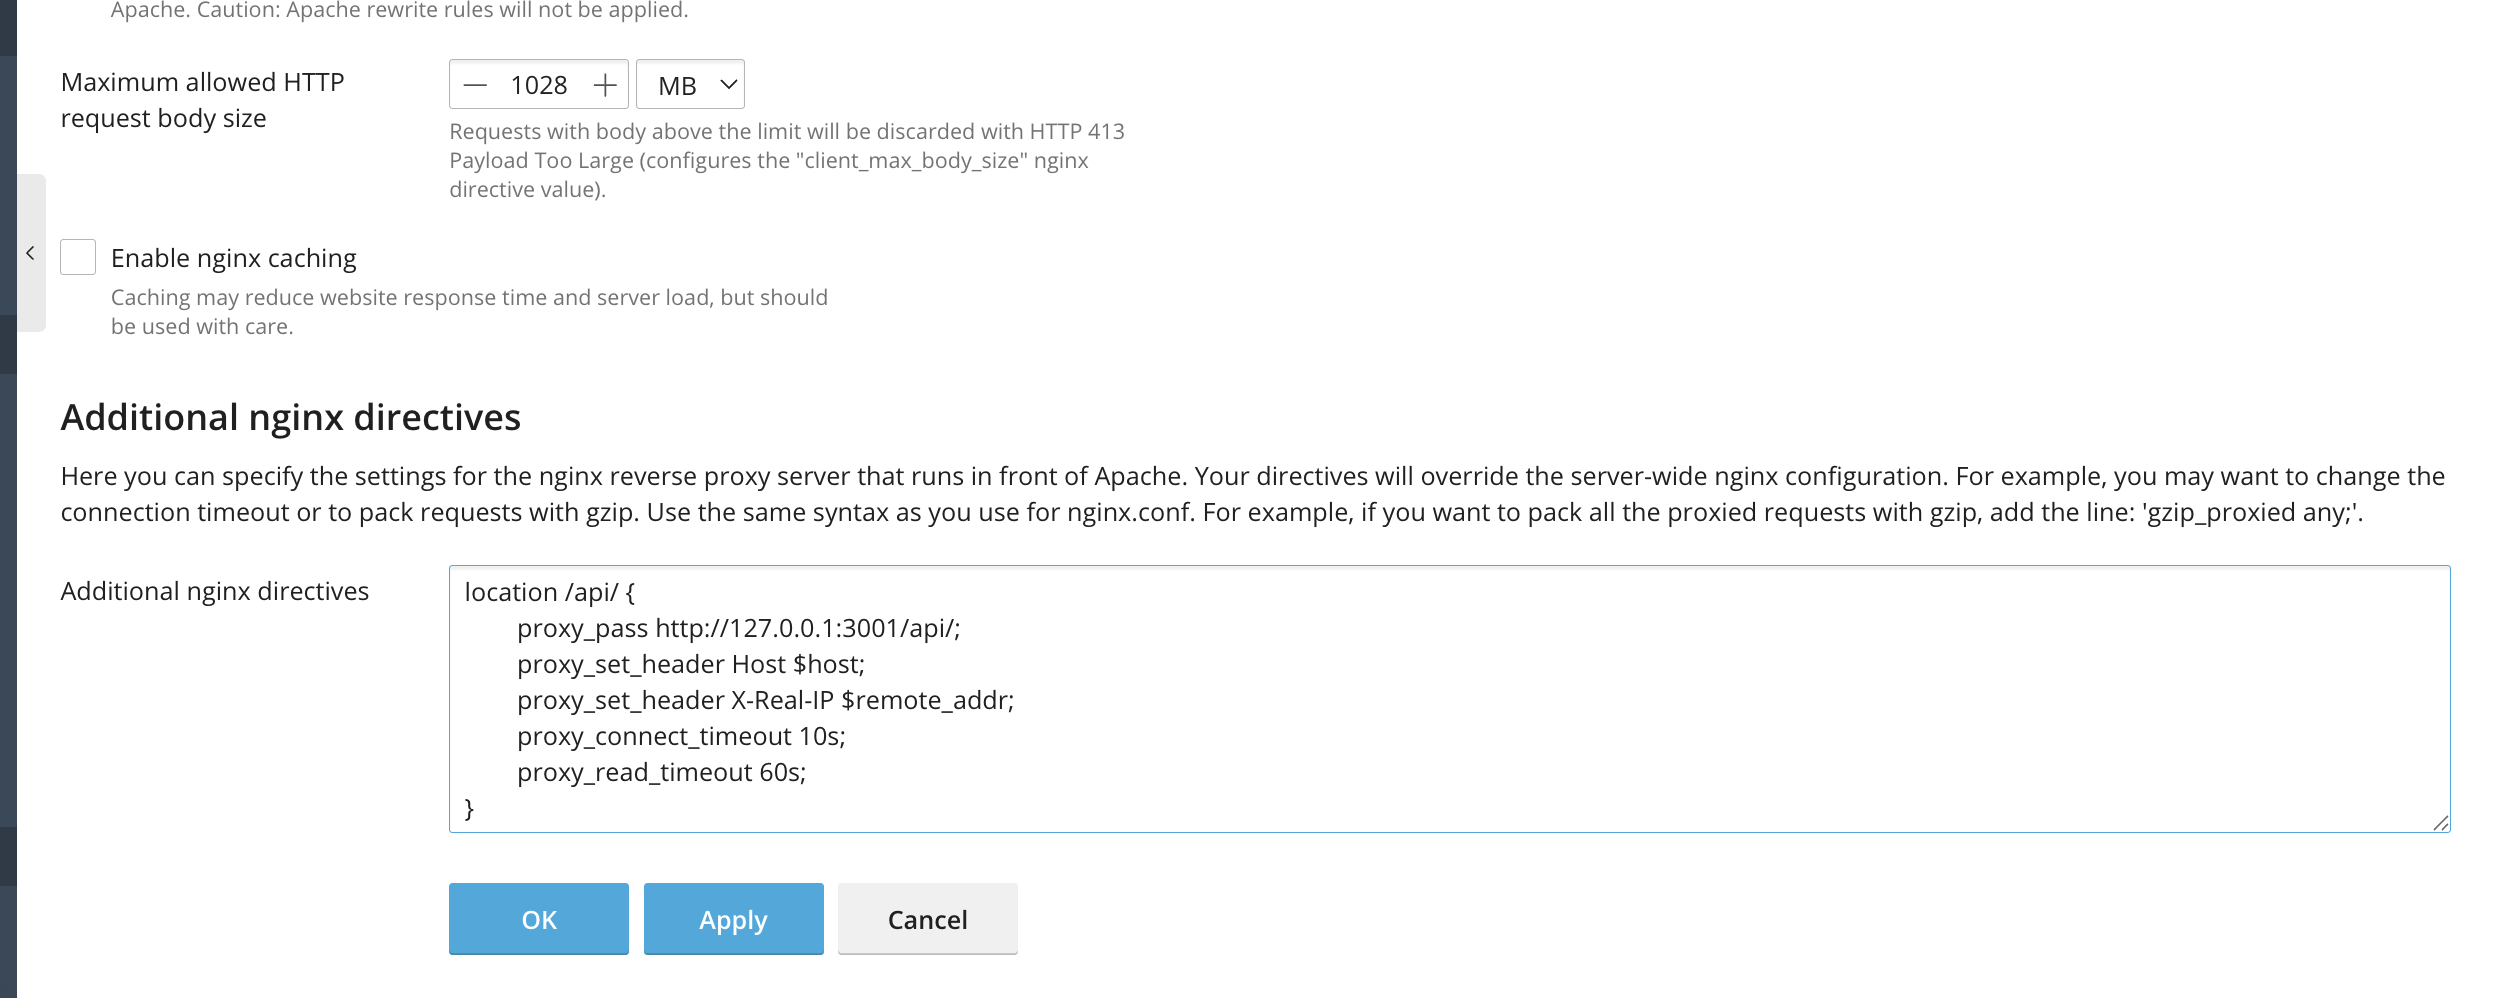 Apache. Caution: Apache rewrite rules will not be applied.
Maximum allowed HTTP
request body size
1028
MB
Requests with body above the limit will be discarded with HTTP 413
Payload Too Large (configures the "client_max_body_size" nginx
directive value).
Enable nginx caching
Caching may reduce website response time and server load, but should
be used with care.
Additional nginx directives
Here you can specify the settings for the nginx reverse proxy server that runs in front of Apache. Your directives will override the server-wide nginx configuration. For example, you may want to change the
connection timeout or to pack requests with gzip. Use the same syntax as you use for nginx.conf. For example, if you want to pack all the proxied requests with gzip, add the line: 'gzip_proxied any;'.
Additional nginx directives
location /api/ {
proxy_pass http://127.0.0.1:3001/api/;
proxy_set_header Host $host;
proxy_set_header X-Real-IP $remote_addr;
proxy_connect_timeout 10s;
proxy_read_timeout 60s;
}
OK
Apply
Cancel